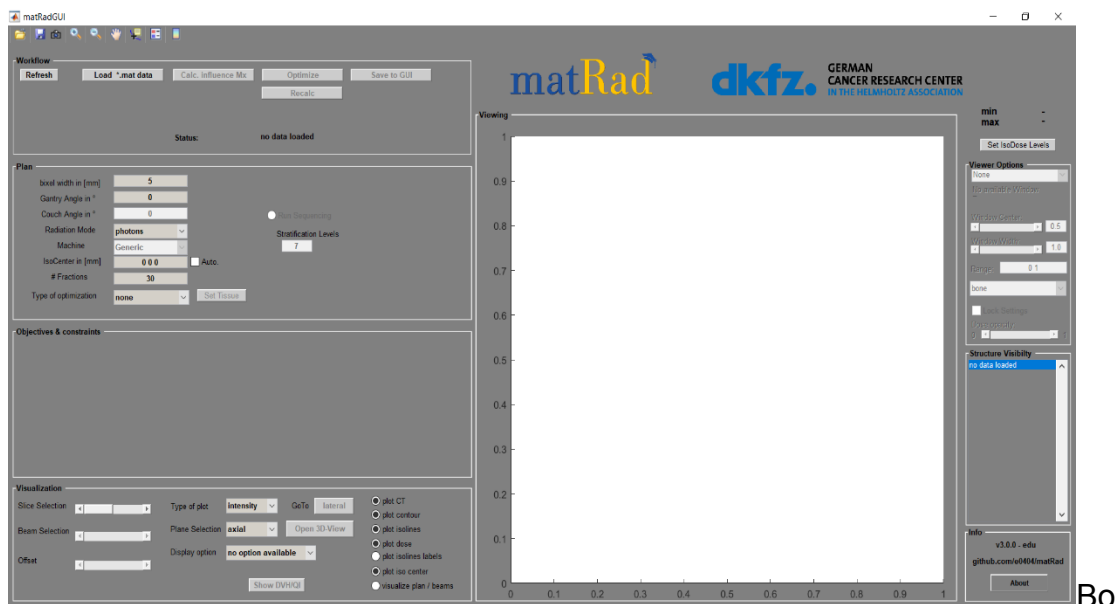 matRadGUI
Workflow
Refresh Load *.mat data Calc. influence Mx Optimize Save to GUI
Recalc
Status: no data loaded
Plan
bixel width in [mm] 5
Gantry Angle in ° 0
Couch Angle in ° 0
Radiation Mode photons
Machine Generic
IsoCenter in [mm] 0 0 0 Auto.
# Fractions 30
Type of optimization none Set Tissue
Run Sequencing
Stratification Levels
7
Objectives & constraints
Visualization
Slice Selection
Beam Selection
Offset
Type of plot intensity GoTo lateral
Plane Selection axial Open 3D-View
Display option no option available
Show DVH/QI
plot CT
plot contour
plot isolines
plot dose
plot isolines labels
plot iso center
visualize plan / beams
matRad
dkfz. GERMAN
CANCER RESEARCH CENTER
IN THE HELMHOLTZ ASSOCIATION
Viewing
1
0.9
0.8
0.7
0.6
0.5
0.4
0.3
0.2
0.1
0
0 0.1 0.2 0.3 0.4 0.5 0.6 0.7 0.8 0.9 1
min -
max -
Set IsoDose Levels
Viewer Options
None
No available Window
Window Center
0.5
Window Width
1.0
Range: 0 1
bone
Lock Settings
Dose opacity
0 1
Structure Visibilty
no data loaded
Info
v3.0.0 - edu
github.com/e0404/matRad
About
Bo